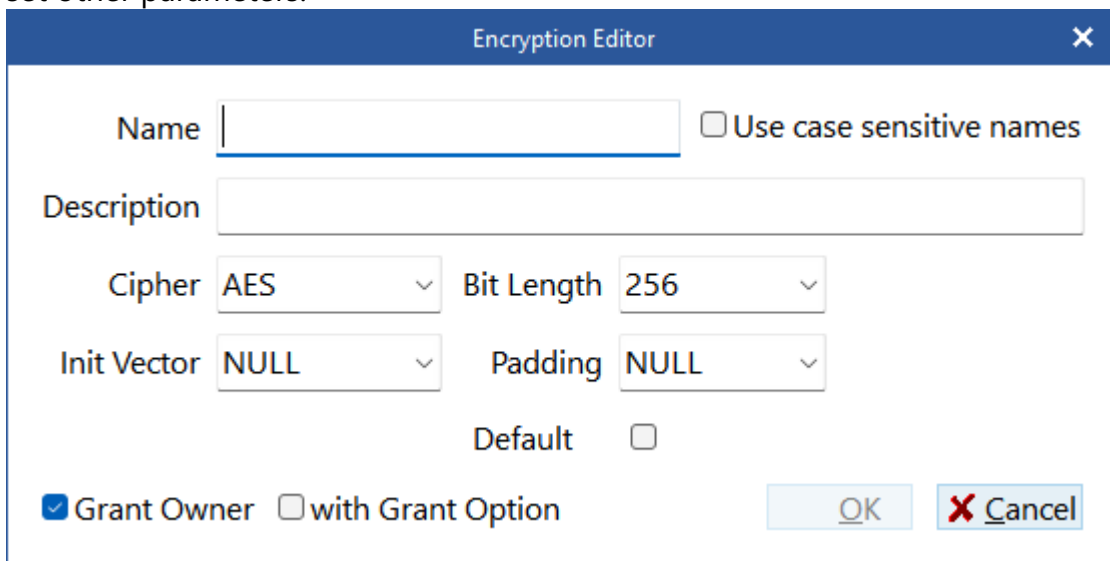 Encryption Editor
Name Use case sensitive names
Description
Cipher AES Bit Length 256
Init Vector NULL Padding NULL
Default
Grant Owner with Grant Option OK Cancel